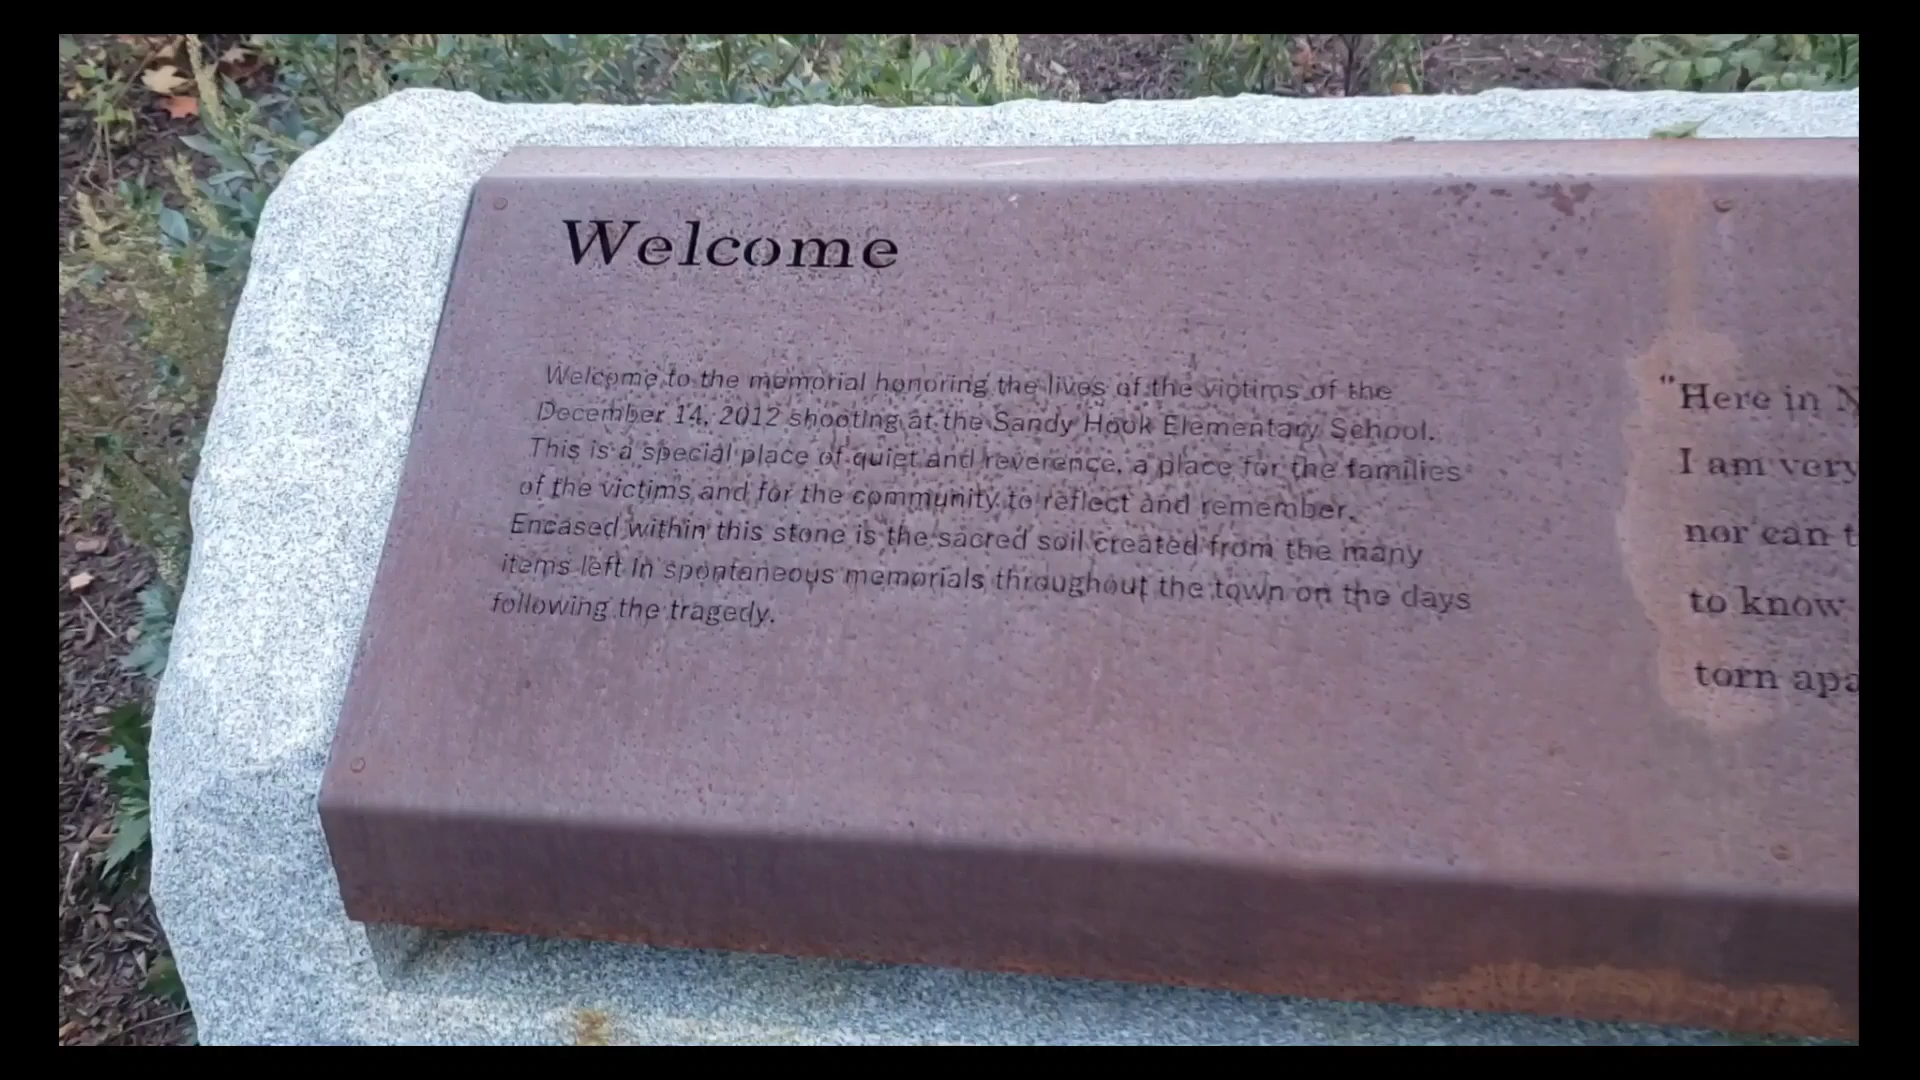 Welcome
Welcome to the memorial honoring the lives of the victims of the
December 14, 2012 shooting at the Sandy Hook Elementary School.
This is a special place of quiet and reverence, a place for the families
of the victims and for the community to reflect and remember.
Encased within this stone is the sacred soil created from the many
items left in spontaneous memorials throughout the town on the days
following the tragedy.
"Here in
I am very
nor can
to know
torn